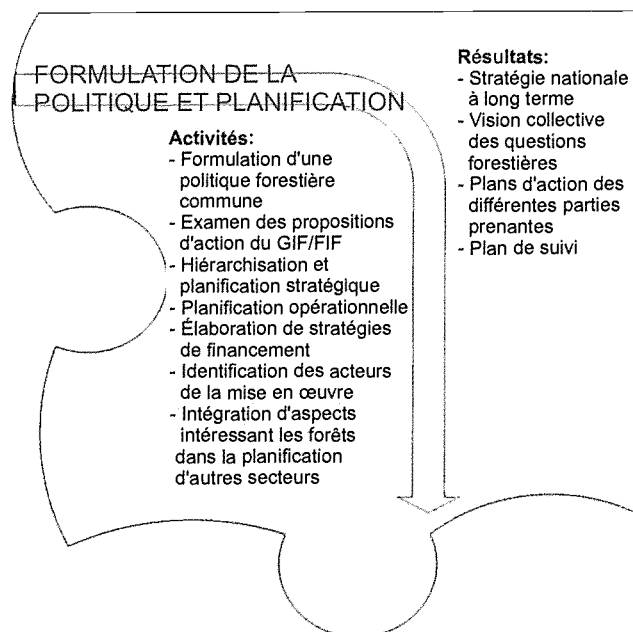 FORMULATION DE LA
POLITIQUE ET PLANIFICATION
Activités:
- Formulation d'une
politique forestière
commune
- Examen des propositions
d'action du GIF/FIF
- Hiérarchisation et
planification stratégique
- Planification opérationnelle
- Élaboration de stratégies
de financement
- Identification des acteurs
de la mise en œuvre
- Intégration d'aspects
intéressant les forêts
dans la planification
d'autres secteurs
Résultats:
- Stratégie nationale
à long terme
- Vision collective
des questions
forestières
- Plans d'action des
différentes parties
prenantes
- Plan de suivi